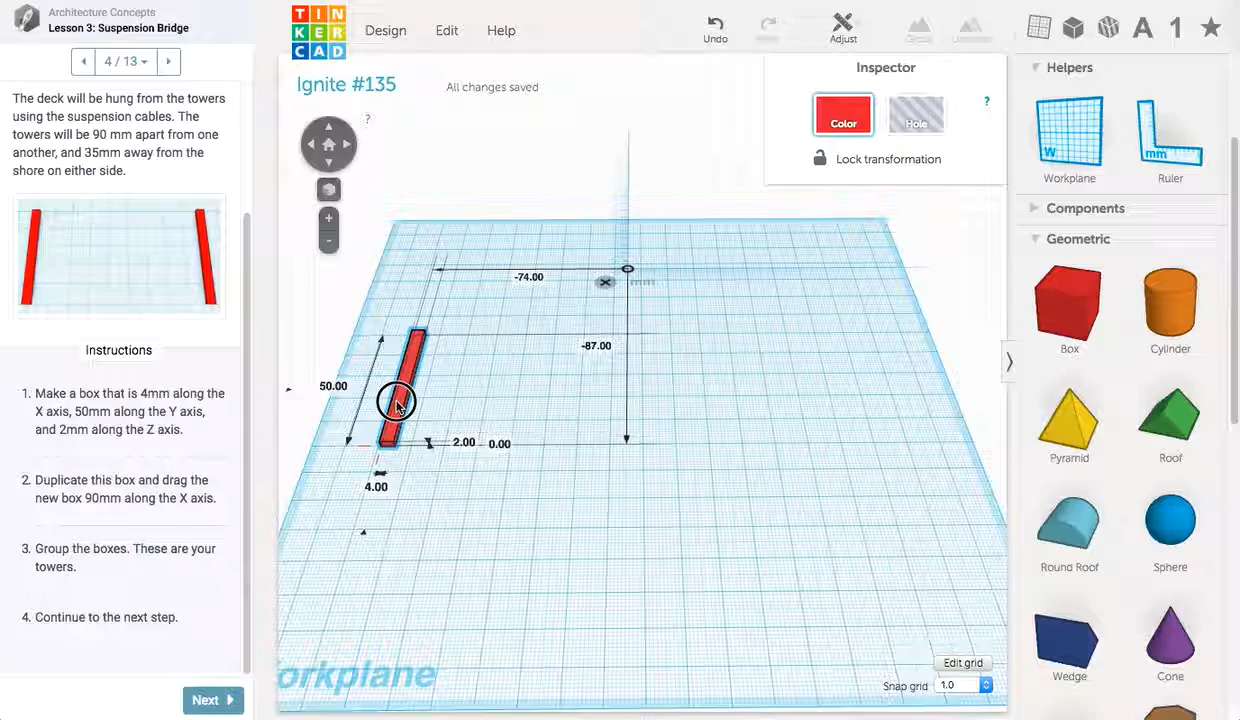 Architecture Concepts
Lesson 3: Suspension Bridge
4 / 13
The deck will be hung from the towers
using the suspension cables. The
towers will be 90 mm apart from one
another, and 35mm away from the
shore on either side.
Instructions
1. Make a box that is 4mm along the
X axis, 50mm along the Y axis,
and 2mm along the Z axis.
2. Duplicate this box and drag the
new box 90mm along the X axis.
3. Group the boxes. These are your
towers.
4. Continue to the next step.
Next
TIN
KER
CAD
Design
Edit
Help
Undo
Adjust
Ignite #135
All changes saved
?
+
-
-74.00
mm
-87.00
50.00
2.00
0.00
4.00
orkplane
Edit grid
Snap grid
1.0
Inspector
Color
Hole
?
Lock transformation
A
1
Helpers
W
mm
Workplane
Ruler
Components
Geometric
Box
Cylinder
Pyramid
Roof
Round Roof
Sphere
Wedge
Cone